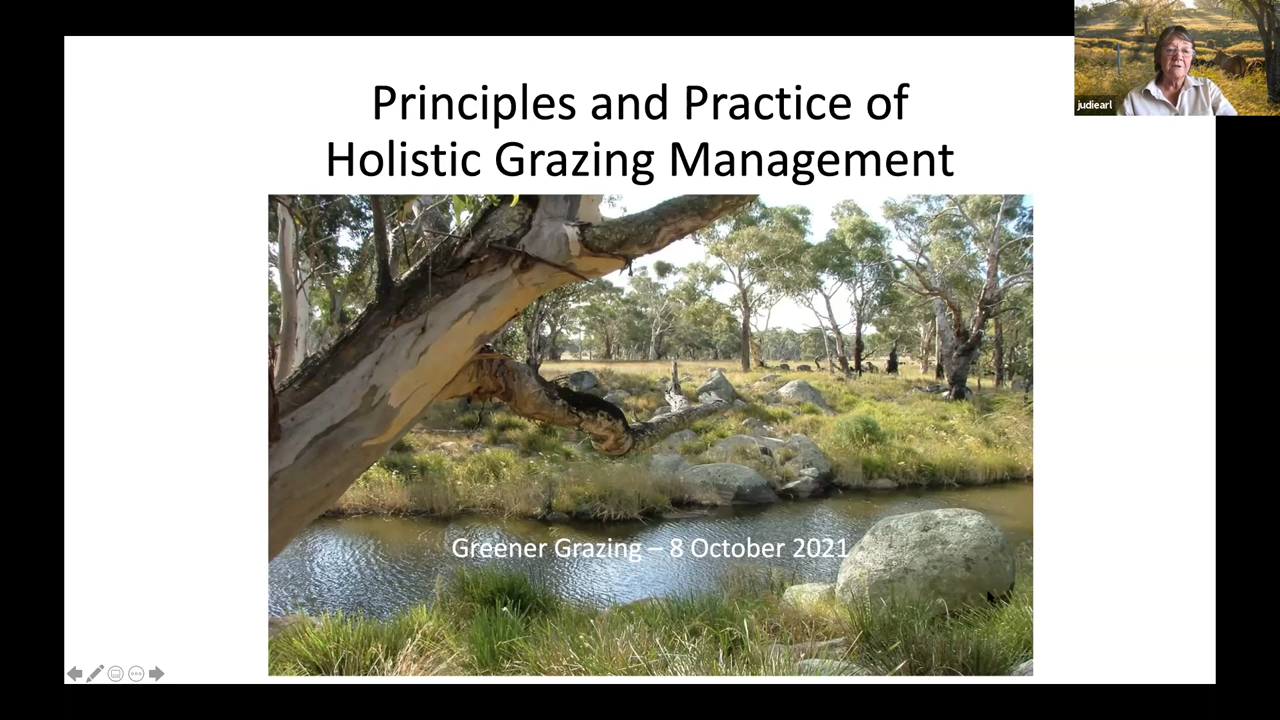 Principles and Practice of
Holistic Grazing Management
judiearl
Greener Grazing – 8 October 2021